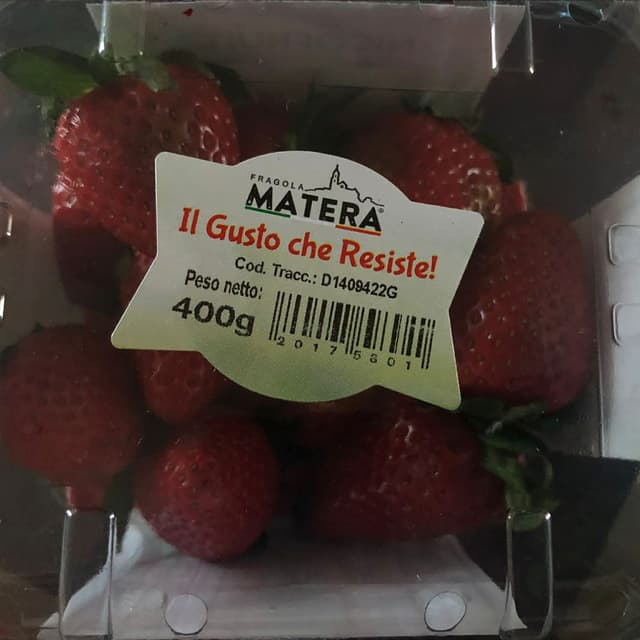 FRAGOLA
MATERA®
Il Gusto che Resiste!
Cod. Tracc.: D1409422G
Peso netto:
400g
20175801